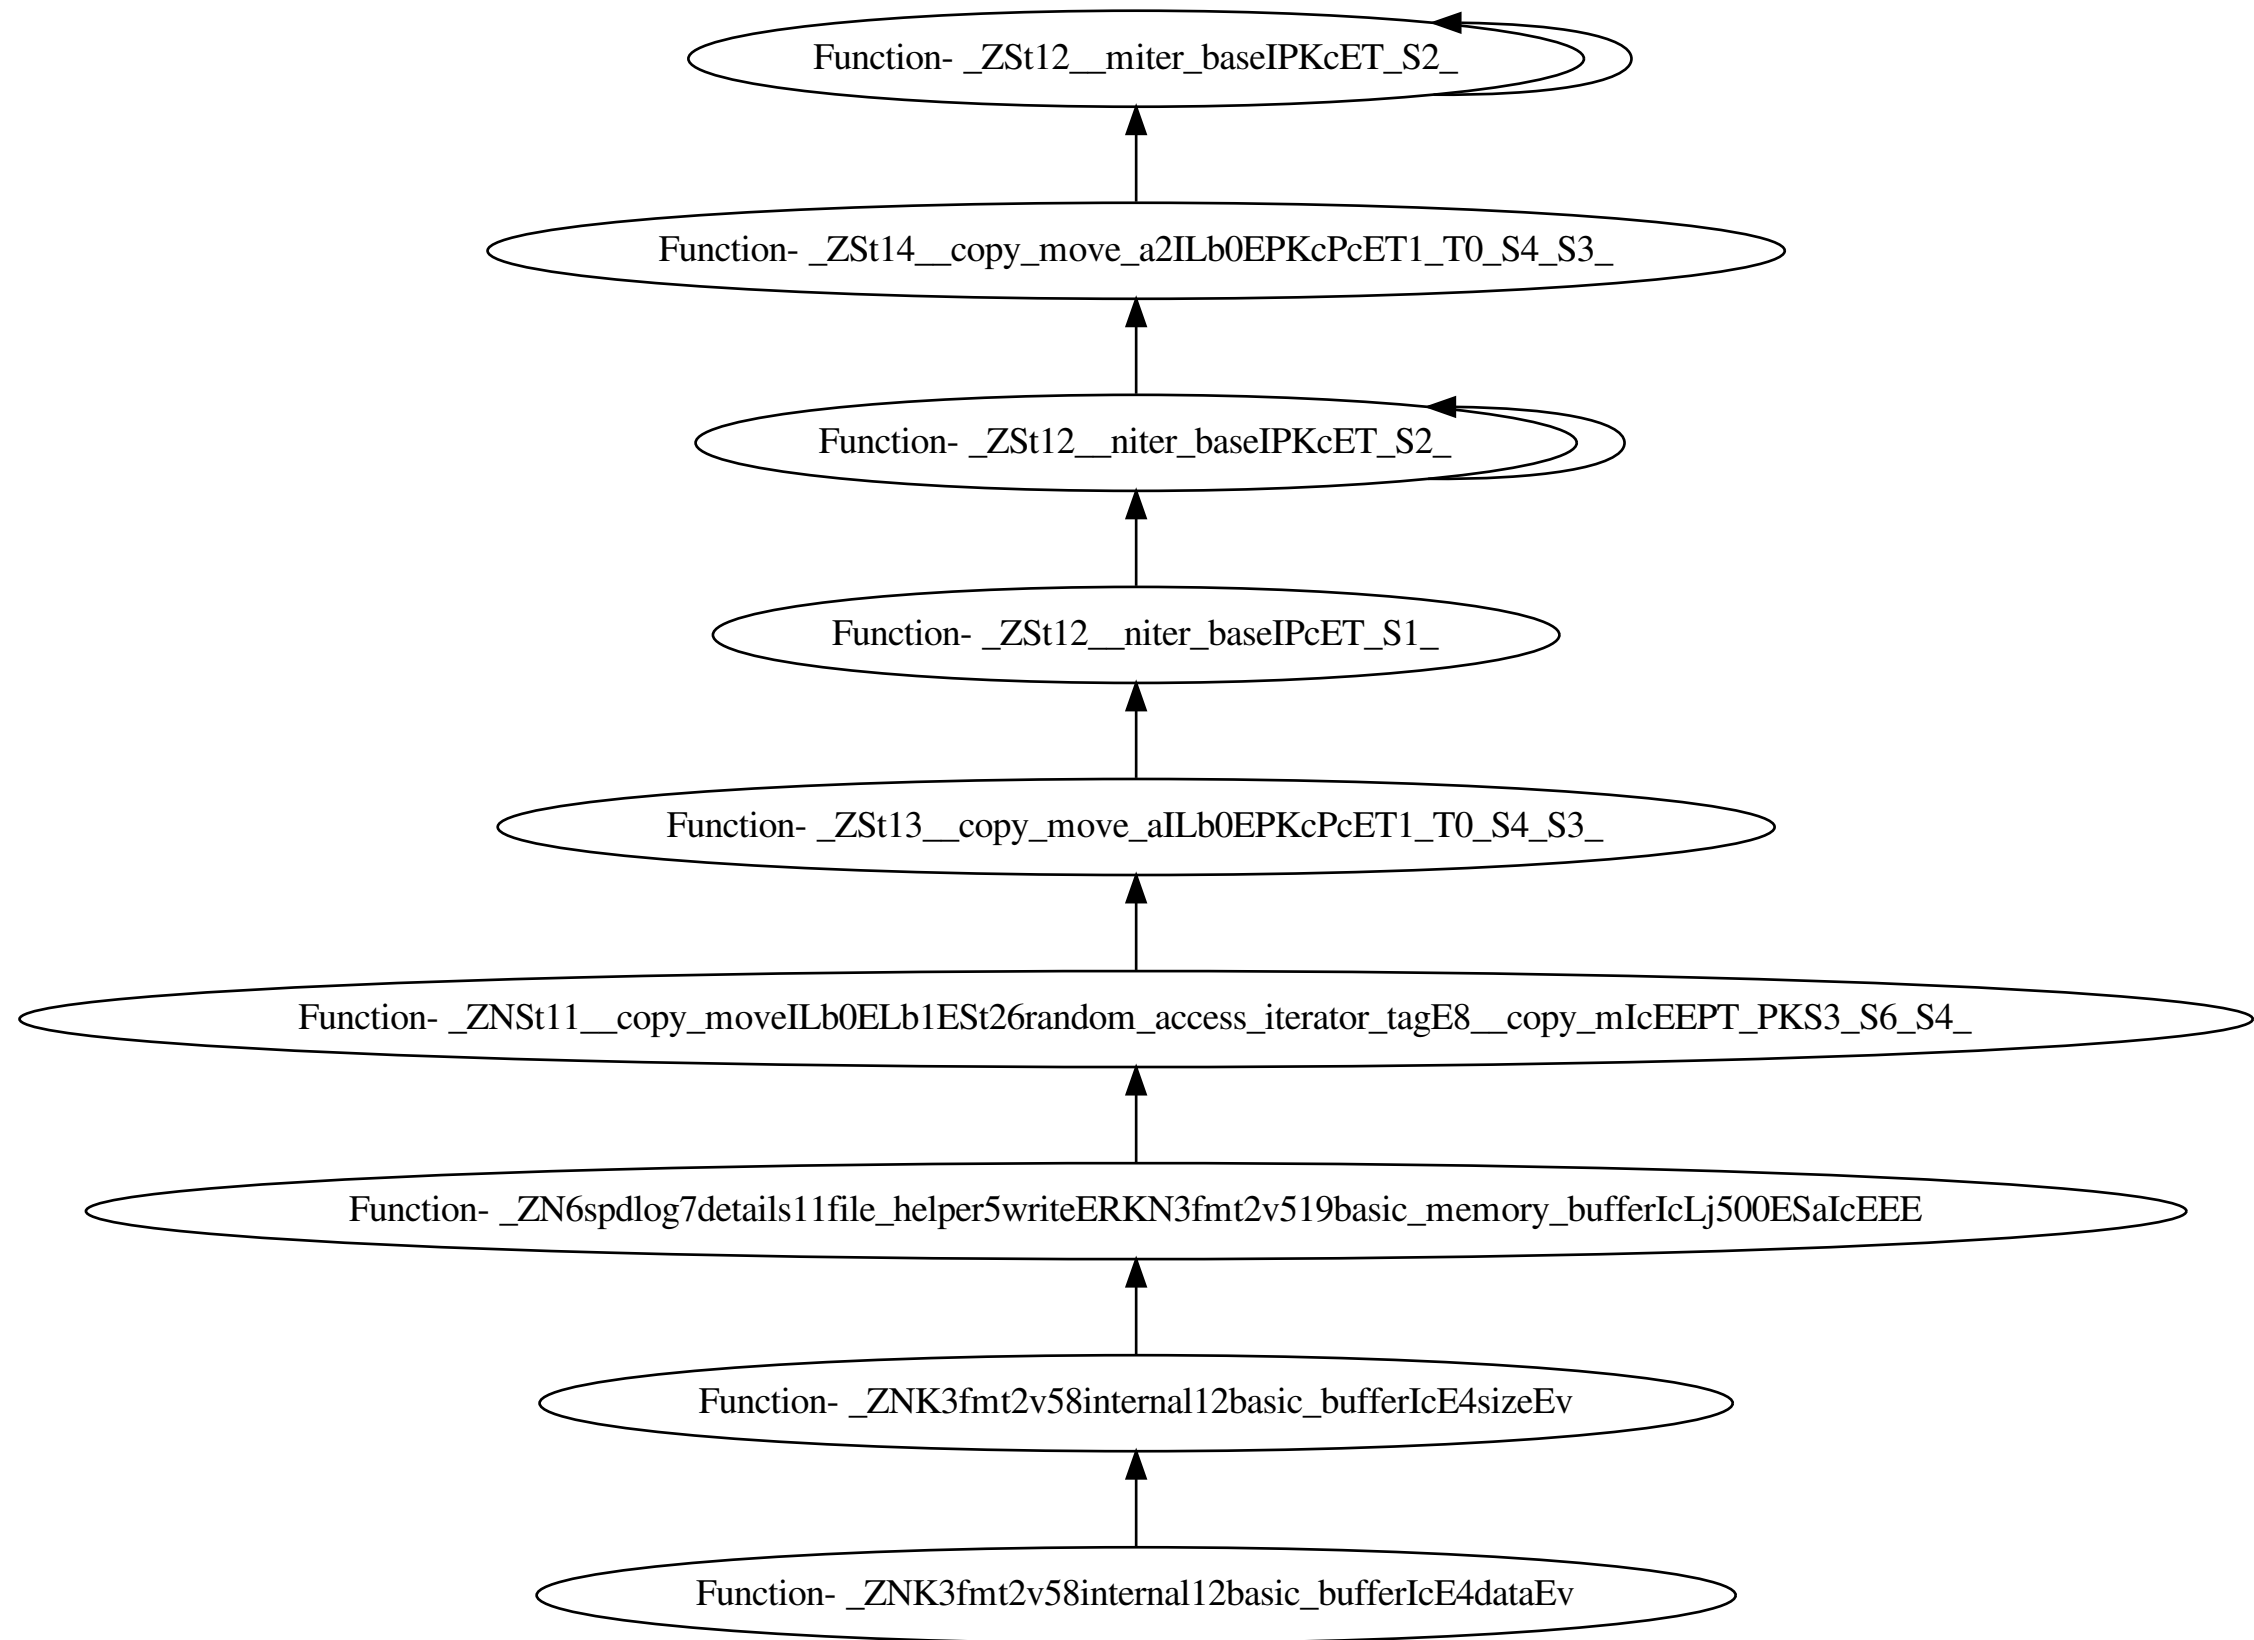 Function- _ZSt12__miter_baseIPKcET_S2_
Function- _ZSt14__copy_move_a2ILb0EPKcPcET1_T0_S4_S3_
Function- _ZSt12__niter_baseIPKcET_S2_
Function- _ZSt12__niter_baseIPcET_S1_
Function- _ZSt13__copy_move_aILb0EPKcPcET1_T0_S4_S3_
Function- _ZNSt11__copy_moveILb0ELb1ESt26random_access_iterator_tagE8__copy_mIcEEPT_PKS3_S6_S4_
Function- _ZN6spdlog7details11file_helper5writeERKN3fmt2v519basic_memory_bufferIcLj500ESaIcEEE
Function- _ZNK3fmt2v58internal12basic_bufferIcE4sizeEv
Function- _ZNK3fmt2v58internal12basic_bufferIcE4dataEv